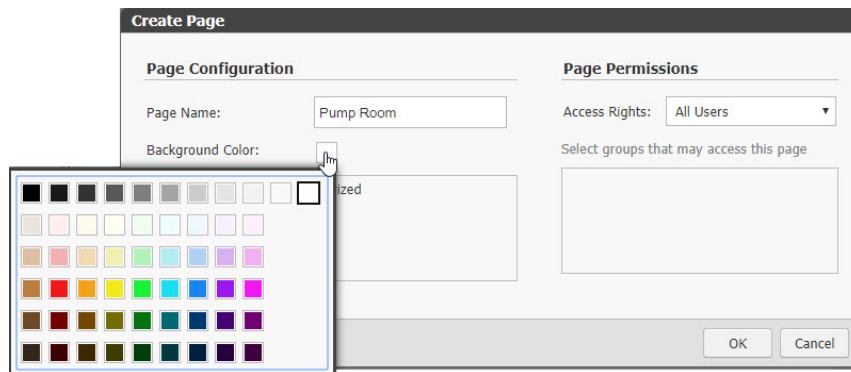 Create Page
Page Configuration
Page Name: Pump Room
Background Color:
Page Permissions
Access Rights: All Users
Select groups that may access this page
OK Cancel